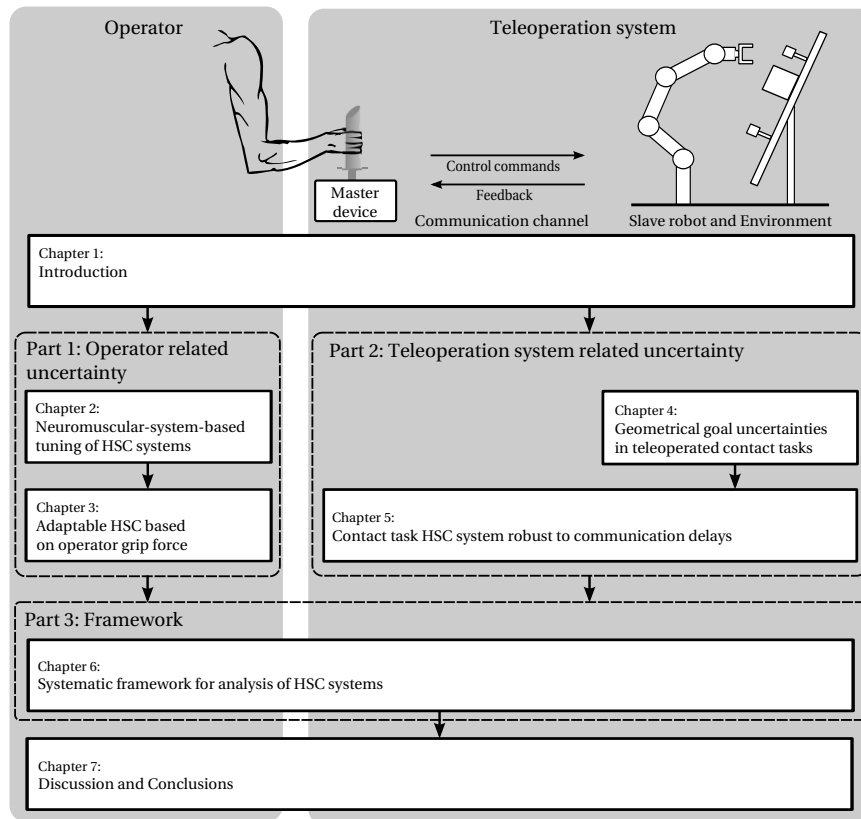 Operator
Teleoperation system
Control commands
Feedback
Master
device
Communication channel
Slave robot and Environment
Chapter 1:
Introduction
Part 1: Operator related
uncertainty
Chapter 2:
Neuromuscular-system-based
tuning of HSC systems
Chapter 3:
Adaptable HSC based
on operator grip force
Part 2: Teleoperation system related uncertainty
Chapter 4:
Geometrical goal uncertainties
in teleoperated contact tasks
Chapter 5:
Contact task HSC system robust to communication delays
Part 3: Framework
Chapter 6:
Systematic framework for analysis of HSC systems
Chapter 7:
Discussion and Conclusions